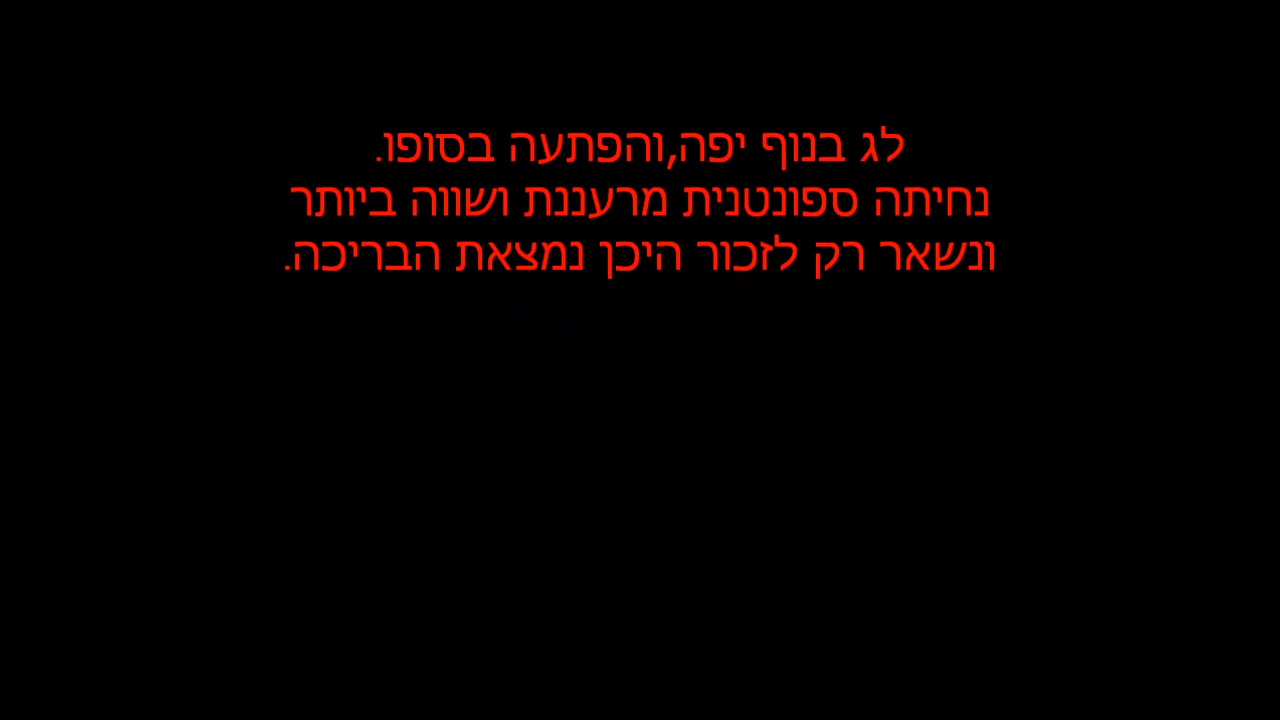 לג בנוף יפה,והפתעה בסופו.
נחיתה ספונטנית מרעננת ושווה ביותר
ונשאר רק לזכור היכן נמצאת הבריכה.